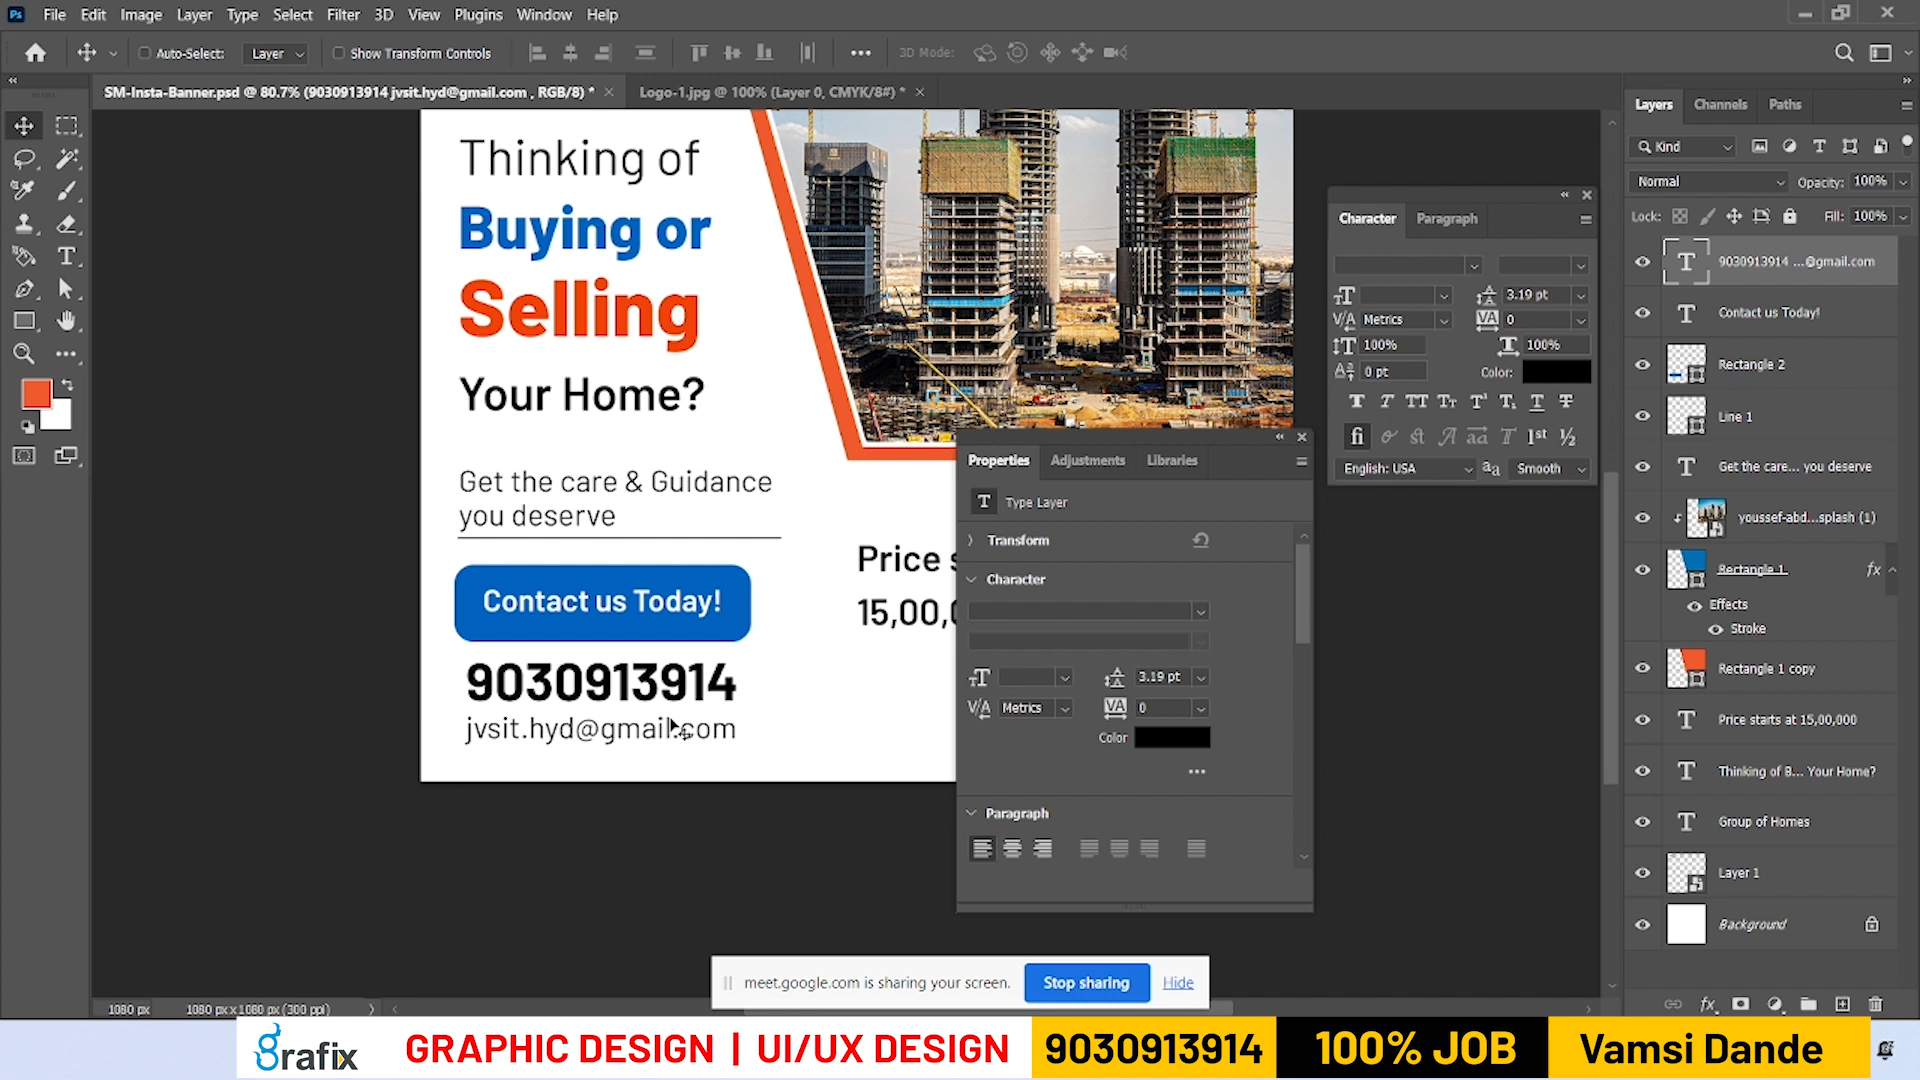 Ps File Edit Image Layer Type Select Filter 3D View Plugins Window Help
Auto-Select: Layer Show Transform Controls 3D Mode:
SM-Insta-Banner.psd @ 80.7% (9030913914 jvsit.hyd@gmail.com , RGB/8) *
Logo-1.jpg @ 100% (Layer 0, CMYK/8#) *
Thinking of
Buying or
Selling
Your Home?
Get the care & Guidance
you deserve
Contact us Today!
9030913914
jvsit.hyd@gmail.com
Price s
15,00,0
Properties Adjustments Libraries
Type Layer
Transform
Character
3.19 pt
Metrics 0
Color
Paragraph
Character Paragraph
3.19 pt
Metrics 0
100% 100%
0 pt Color:
English: USA Smooth
Layers Channels Paths
Kind
Normal Opacity: 100%
Lock: Fill: 100%
9030913914 ...@gmail.com
Contact us Today!
Rectangle 2
Line 1
Get the care... you deserve
youssef-abd...splash (1)
Rectangle 1
fx
Effects
Stroke
Rectangle 1 copy
Price starts at 15,00,000
Thinking of B... Your Home?
Group of Homes
Layer 1
Background
meet.google.com is sharing your screen. Stop sharing Hide
1080 px 1080 px x 1080 px (300 ppi)
grafix GRAPHIC DESIGN | UI/UX DESIGN 9030913914 100% JOB Vamsi Dande